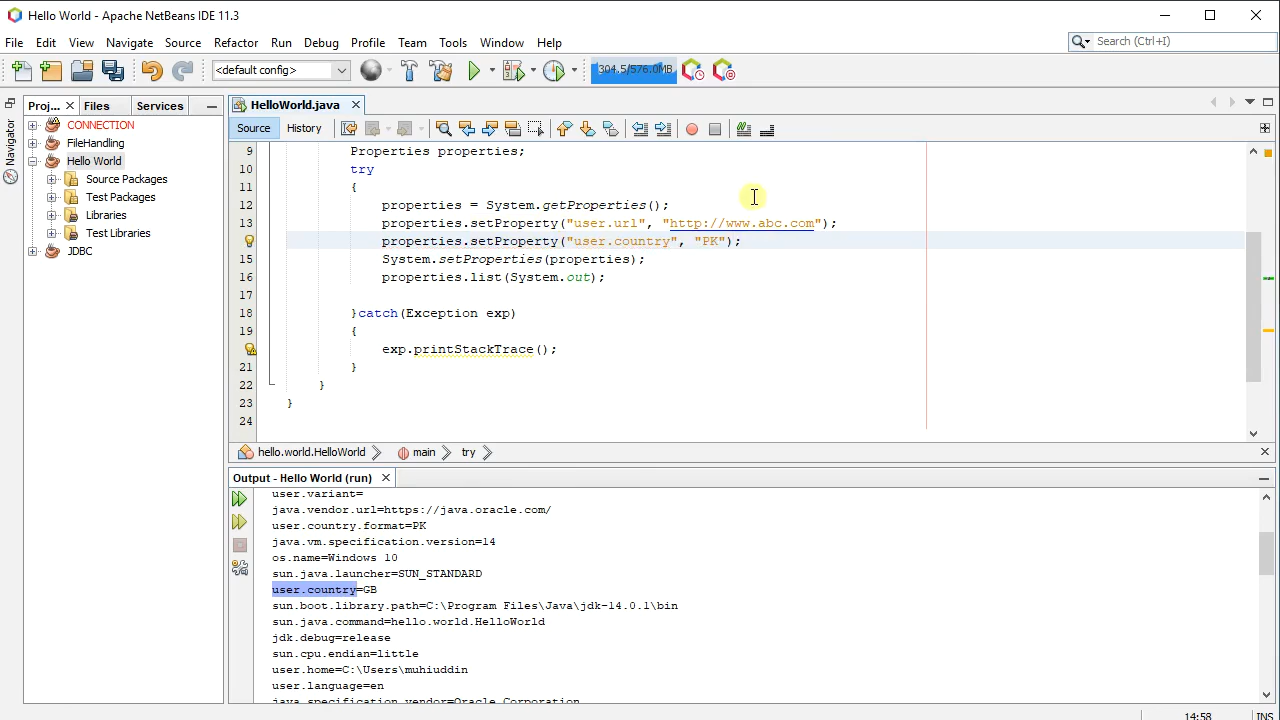 Hello World - Apache NetBeans IDE 11.3
File Edit View Navigate Source Refactor Run Debug Profile Team Tools Window Help
Search (Ctrl+I)
<default config>
304.5/576.0MB
Proj... Files Services
HelloWorld.java
Navigator
CONNECTION
FileHandling
Hello World
Source Packages
Test Packages
Libraries
Test Libraries
JDBC
Source History
9 Properties properties;
10 try
11 {
12 properties = System.getProperties();
13 properties.setProperty("user.url", "http://www.abc.com");
properties.setProperty("user.country", "PK");
15 System.setProperties(properties);
16 properties.list(System.out);
17
18 }catch(Exception exp)
19 {
exp.printStackTrace();
21 }
22 }
23 }
24
hello.world.HelloWorld main try
Output - Hello World (run)
user.variant=
java.vendor.url=https://java.oracle.com/
user.country.format=PK
java.vm.specification.version=14
os.name=Windows 10
sun.java.launcher=SUN_STANDARD
user.country=GB
sun.boot.library.path=C:\Program Files\Java\jdk-14.0.1\bin
sun.java.command=hello.world.HelloWorld
jdk.debug=release
sun.cpu.endian=little
user.home=C:\Users\muhiuddin
user.language=en
java.specification.vendor=Oracle Corporation
14:58 INS